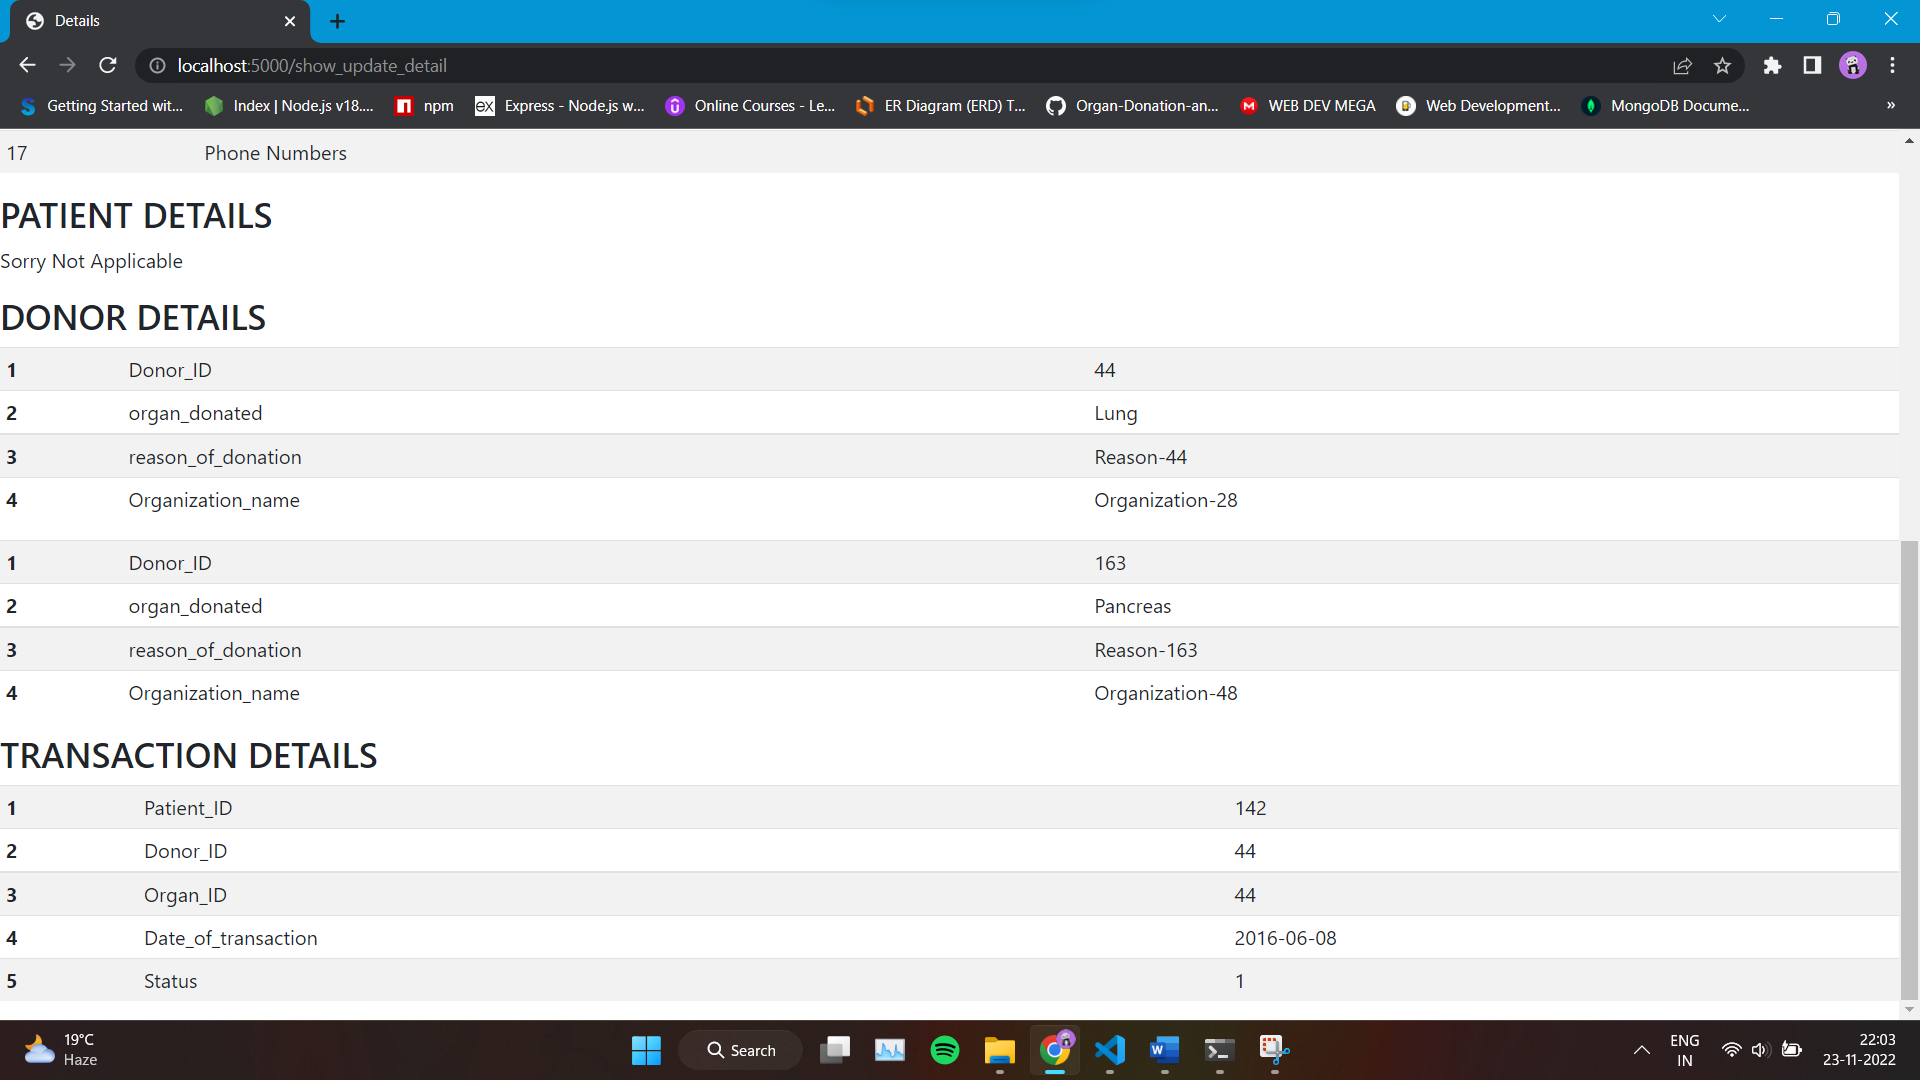 Details
localhost:5000/show_update_detail
Getting Started wit... Index | Node.js v18.... npm Express - Node.js w... Online Courses - Le... ER Diagram (ERD) T... Organ-Donation-an... WEB DEV MEGA Web Development... MongoDB Docume... »
17 Phone Numbers
PATIENT DETAILS
Sorry Not Applicable
DONOR DETAILS
1 Donor_ID 44
2 organ_donated Lung
3 reason_of_donation Reason-44
4 Organization_name Organization-28
1 Donor_ID 163
2 organ_donated Pancreas
3 reason_of_donation Reason-163
4 Organization_name Organization-48
TRANSACTION DETAILS
1 Patient_ID 142
2 Donor_ID 44
3 Organ_ID 44
4 Date_of_transaction 2016-06-08
5 Status 1
19°C
Haze
Search
ENG
IN
22:03
23-11-2022